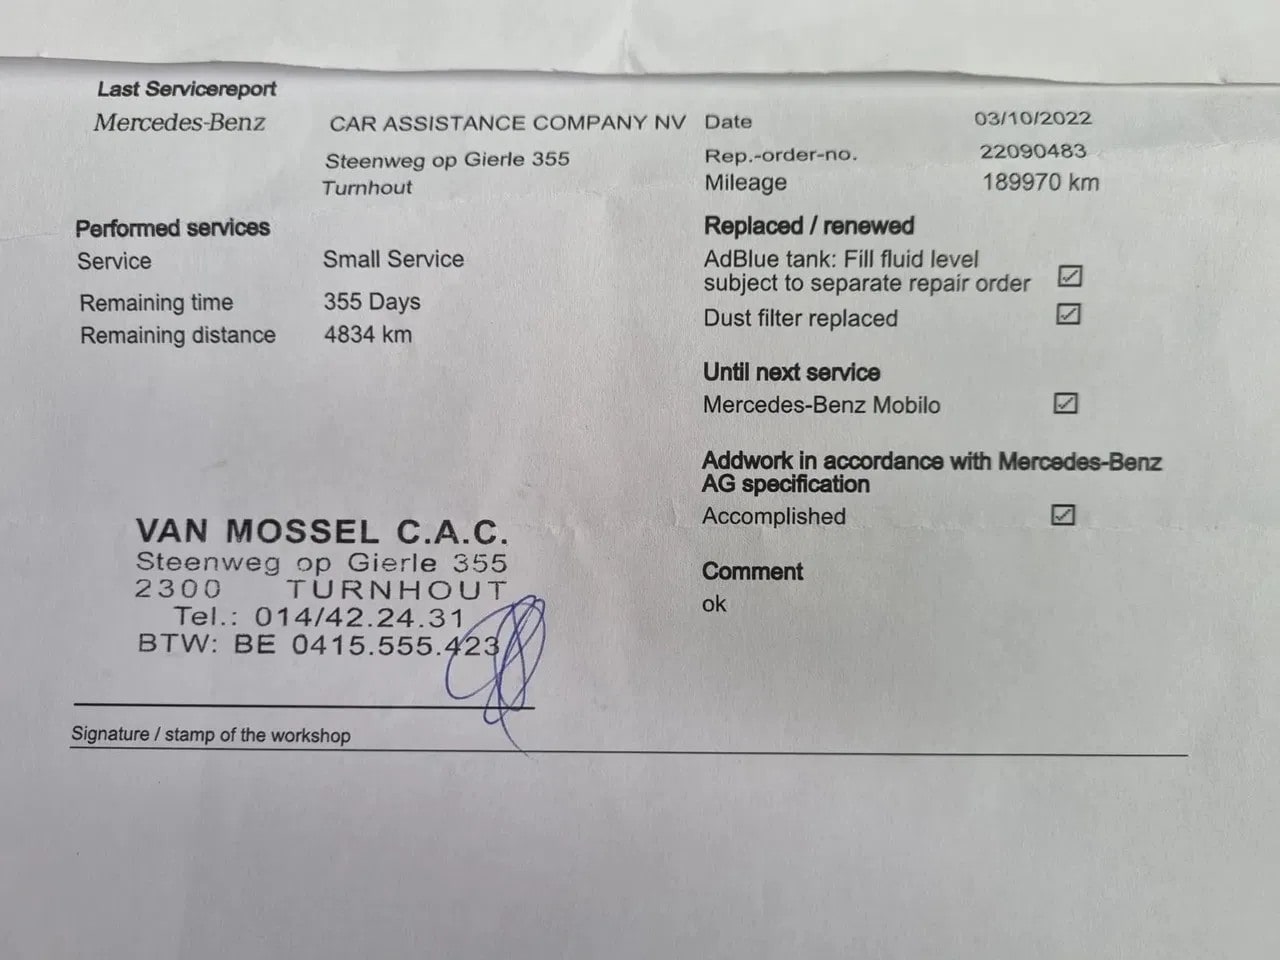 Last Servicereport
Mercedes-Benz
CAR ASSISTANCE COMPANY NV
Steenweg op Gierle 355
Turnhout
Date 03/10/2022
Rep.-order-no. 22090483
Mileage 189970 km
Performed services
Service Small Service
Remaining time 355 Days
Remaining distance 4834 km
Replaced / renewed
AdBlue tank: Fill fluid level
subject to separate repair order
Dust filter replaced
Until next service
Mercedes-Benz Mobilo
Addwork in accordance with Mercedes-Benz
AG specification
Accomplished
Comment
ok
VAN MOSSEL C.A.C.
Steenweg op Gierle 355
2300 TURNHOUT
Tel.: 014/42.24.31
BTW: BE 0415.555.423
Signature / stamp of the workshop